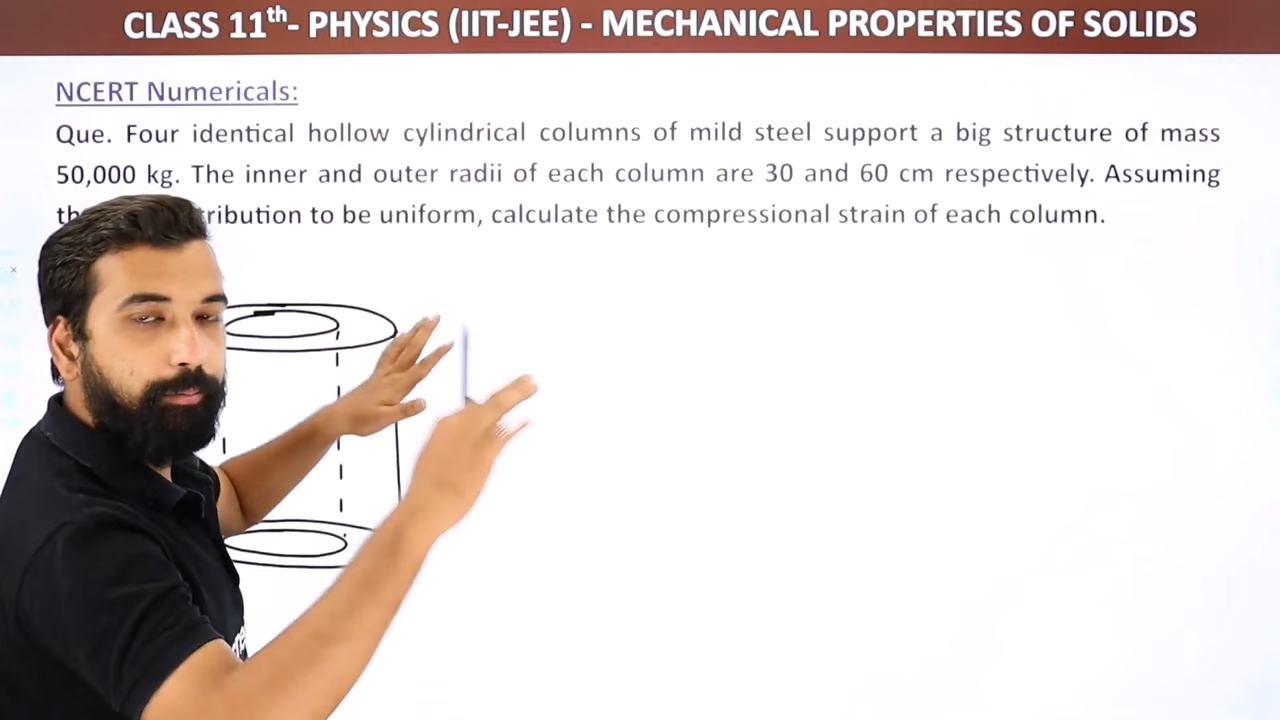 CLASS 11th- PHYSICS (IIT-JEE) - MECHANICAL PROPERTIES OF SOLIDS
NCERT Numericals:
Que. Four identical hollow cylindrical columns of mild steel support a big structure of mass
50,000 kg. The inner and outer radii of each column are 30 and 60 cm respectively. Assuming
to be uniform, calculate the compressional strain of each column.